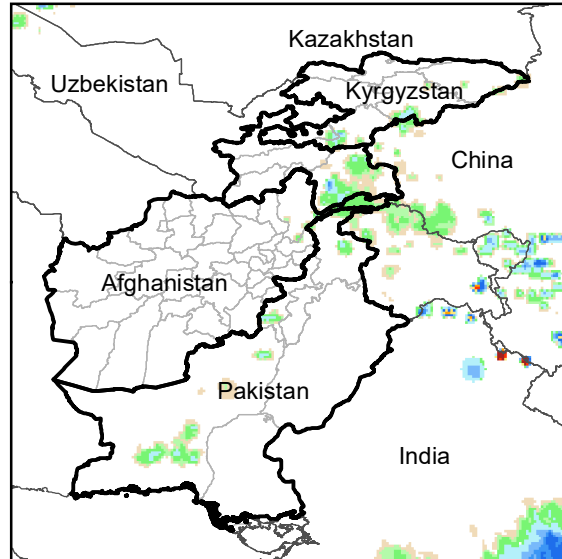 Kazakhstan
Uzbekistan
Kyrgyzstan
China
Afghanistan
Pakistan
India